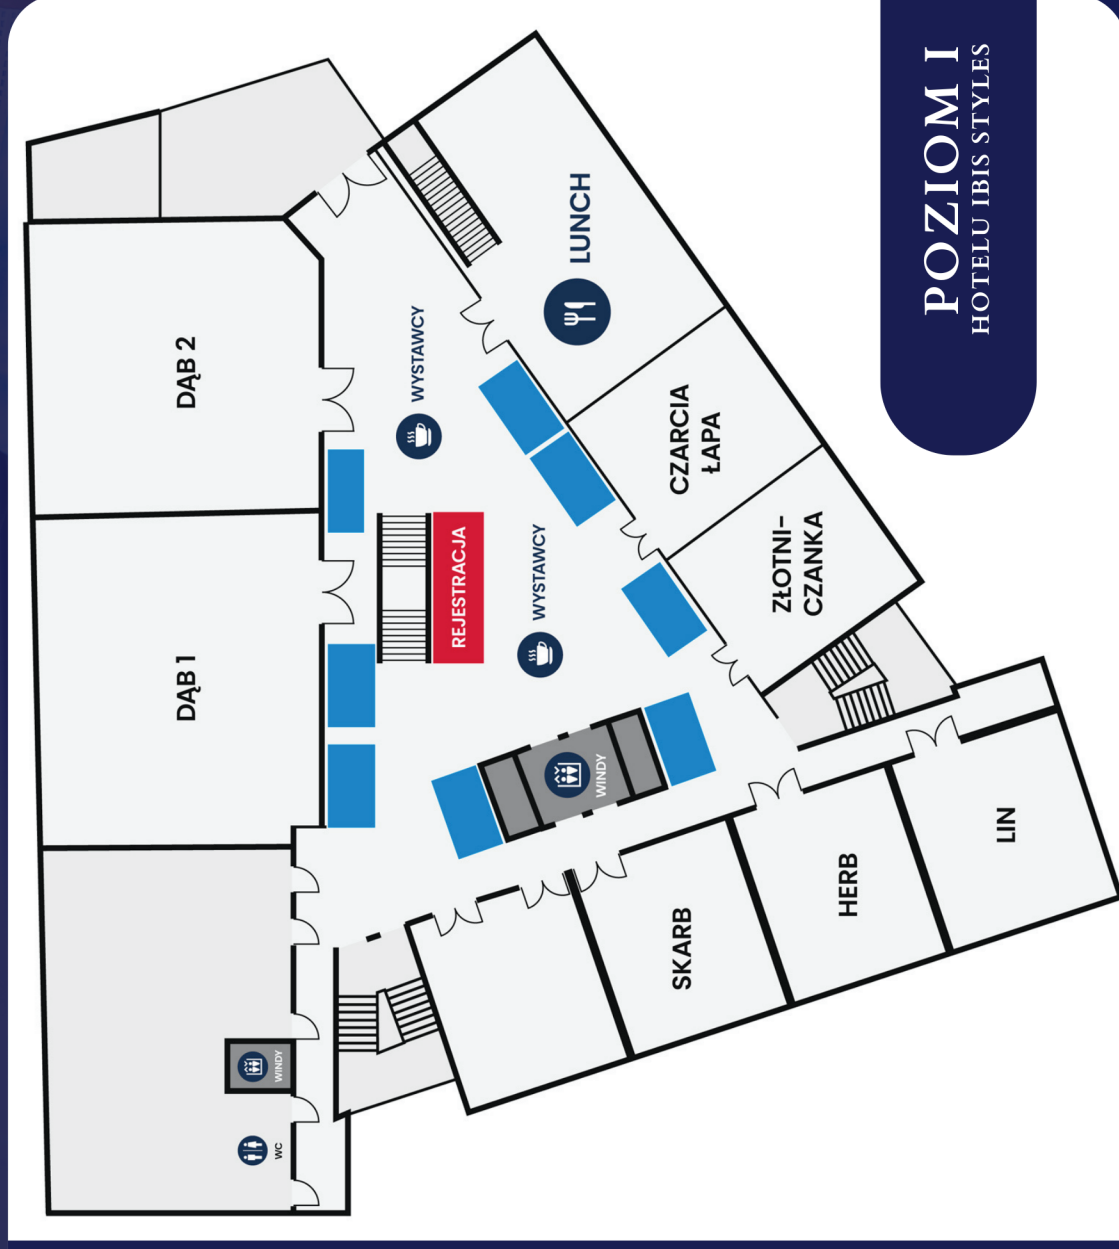 POZIOM I
HOTELU IBIS STYLES
DĄB 1
DĄB 2
WYSTAWCY
LUNCH
REJESTRACJA
WYSTAWCY
CZARCIA
ŁAPA
ZŁOTNI-
CZANKA
WINDY
WINDY
WC
SKARB
HERB
LIN